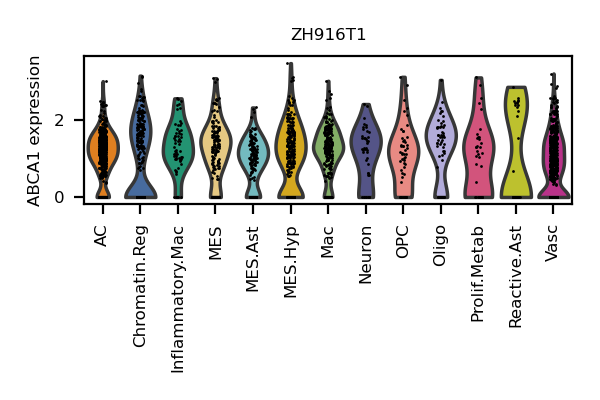 ZH916T1
ABCA1 expression
2
0
AC
Chromatin.Reg
Inflammatory.Mac
MES
MES.Ast
MES.Hyp
Mac
Neuron
OPC
Oligo
Prolif.Metab
Reactive.Ast
Vasc